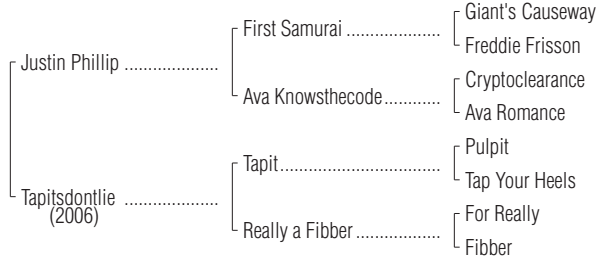 Giant's Causeway
First Samurai ...................
Freddie Frisson
Justin Phillip ...................
Cryptoclearance
Ava Knowsthecode............
Ava Romance
Pulpit
Tapit.................................
Tap Your Heels
Tapitsdontlie ...................
(2006)
For Really
Really a Fibber .................
Fibber